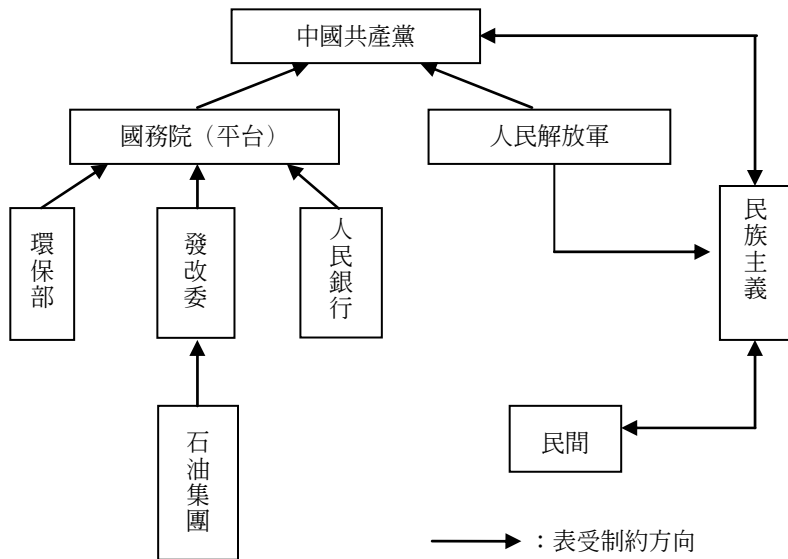 中國共產黨
國務院（平台）
人民解放軍
環保部
發改委
人民銀行
民族主義
石油集團
民間
：表受制約方向